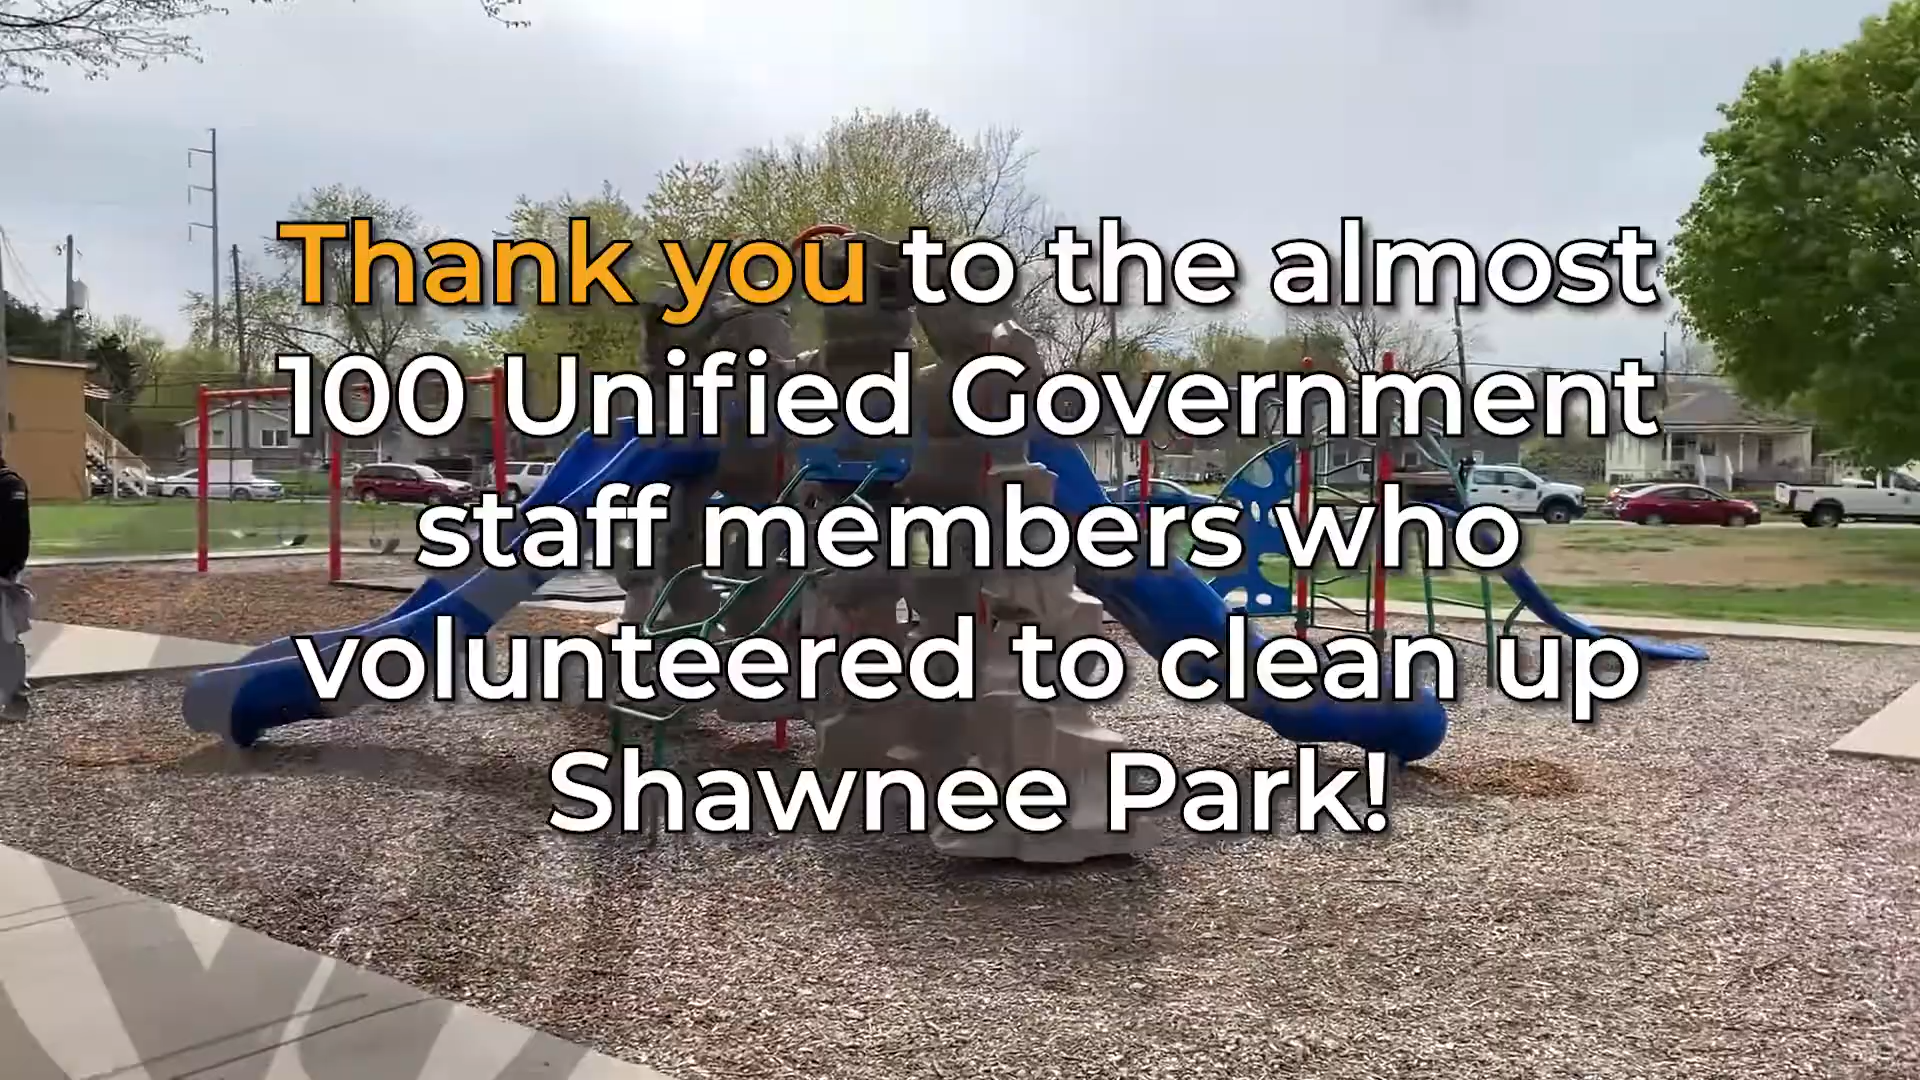 Thank you to the almost
100 Unified Government
staff members who
volunteered to clean up
Shawnee Park!